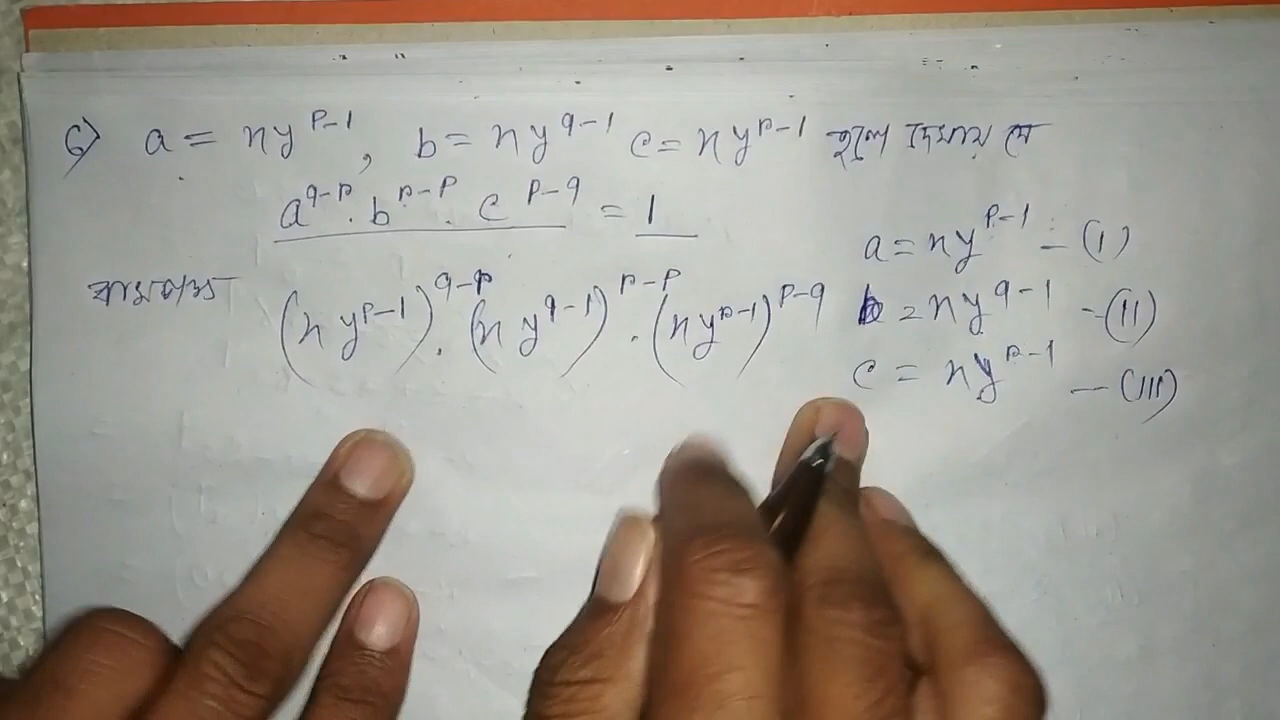 6) a = xy^{p-1}, b = xy^{q-1} c = xy^{r-1} হলে দেখাও যে
a^{q-r} . b^{r-p} . c^{p-q} = 1
বামপক্ষ
(xy^{p-1})^{q-r} . (xy^{q-1})^{r-p} . (xy^{r-1})^{p-q}
a = xy^{p-1} — (I)
b = xy^{q-1} — (II)
c = xy^{r-1} — (III)